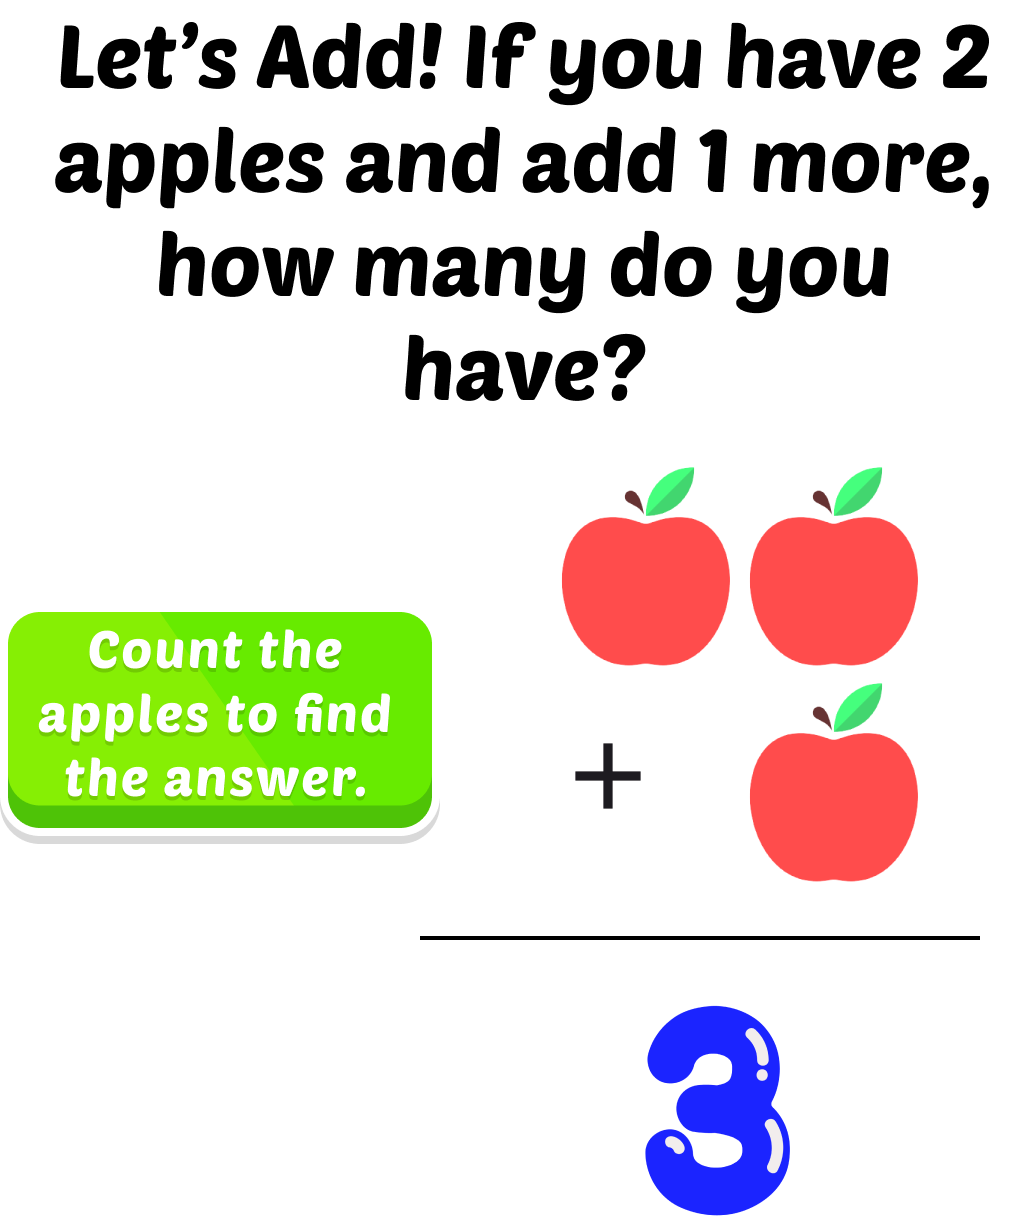 Let’s Add! If you have 2
apples and add 1 more,
how many do you
have?
Count the
apples to find
the answer.
+
3